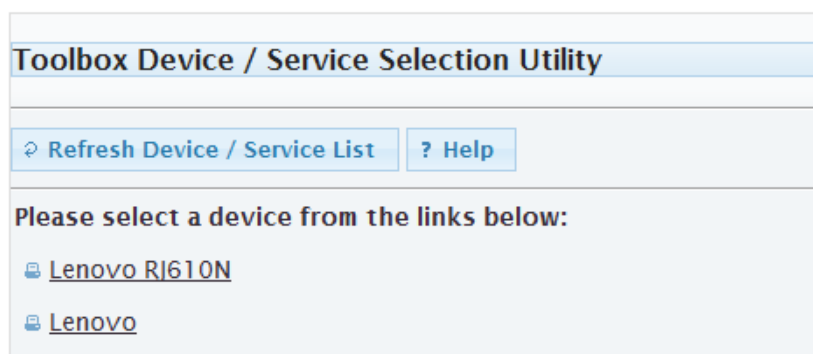 Toolbox Device / Service Selection Utility
Refresh Device / Service List ? Help
Please select a device from the links below:
Lenovo RJ610N
Lenovo